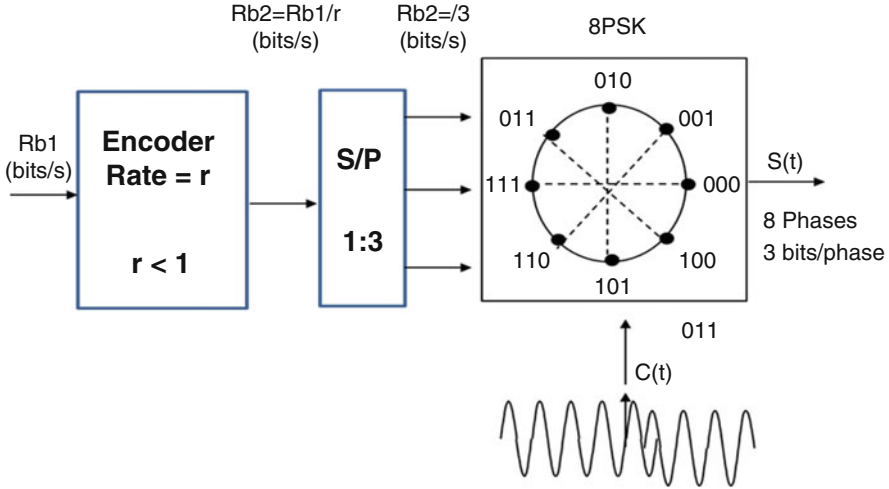 Rb2=Rb1/r
(bits/s)
Rb2=/3
(bits/s)
8PSK
Rb1
(bits/s)
Encoder
Rate = r
r < 1
S/P
1:3
010
011
001
111
000
110
100
101
S(t)
8 Phases
3 bits/phase
011
C(t)